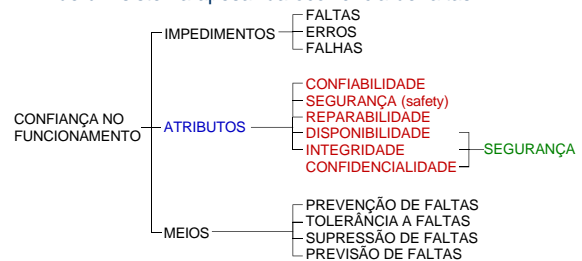 FALTAS
IMPEDIMENTOS
ERROS
FALHAS
CONFIABILIDADE
SEGURANÇA (safety)
REPARABILIDADE
CONFIANÇA NO
FUNCIONAMENTO
ATRIBUTOS
DISPONIBILIDADE
INTEGRIDADE
SEGURANÇA
CONFIDENCIALIDADE
PREVENÇÃO DE FALTAS
TOLERÂNCIA A FALTAS
MEIOS
SUPRESSÃO DE FALTAS
PREVISÃO DE FALTAS